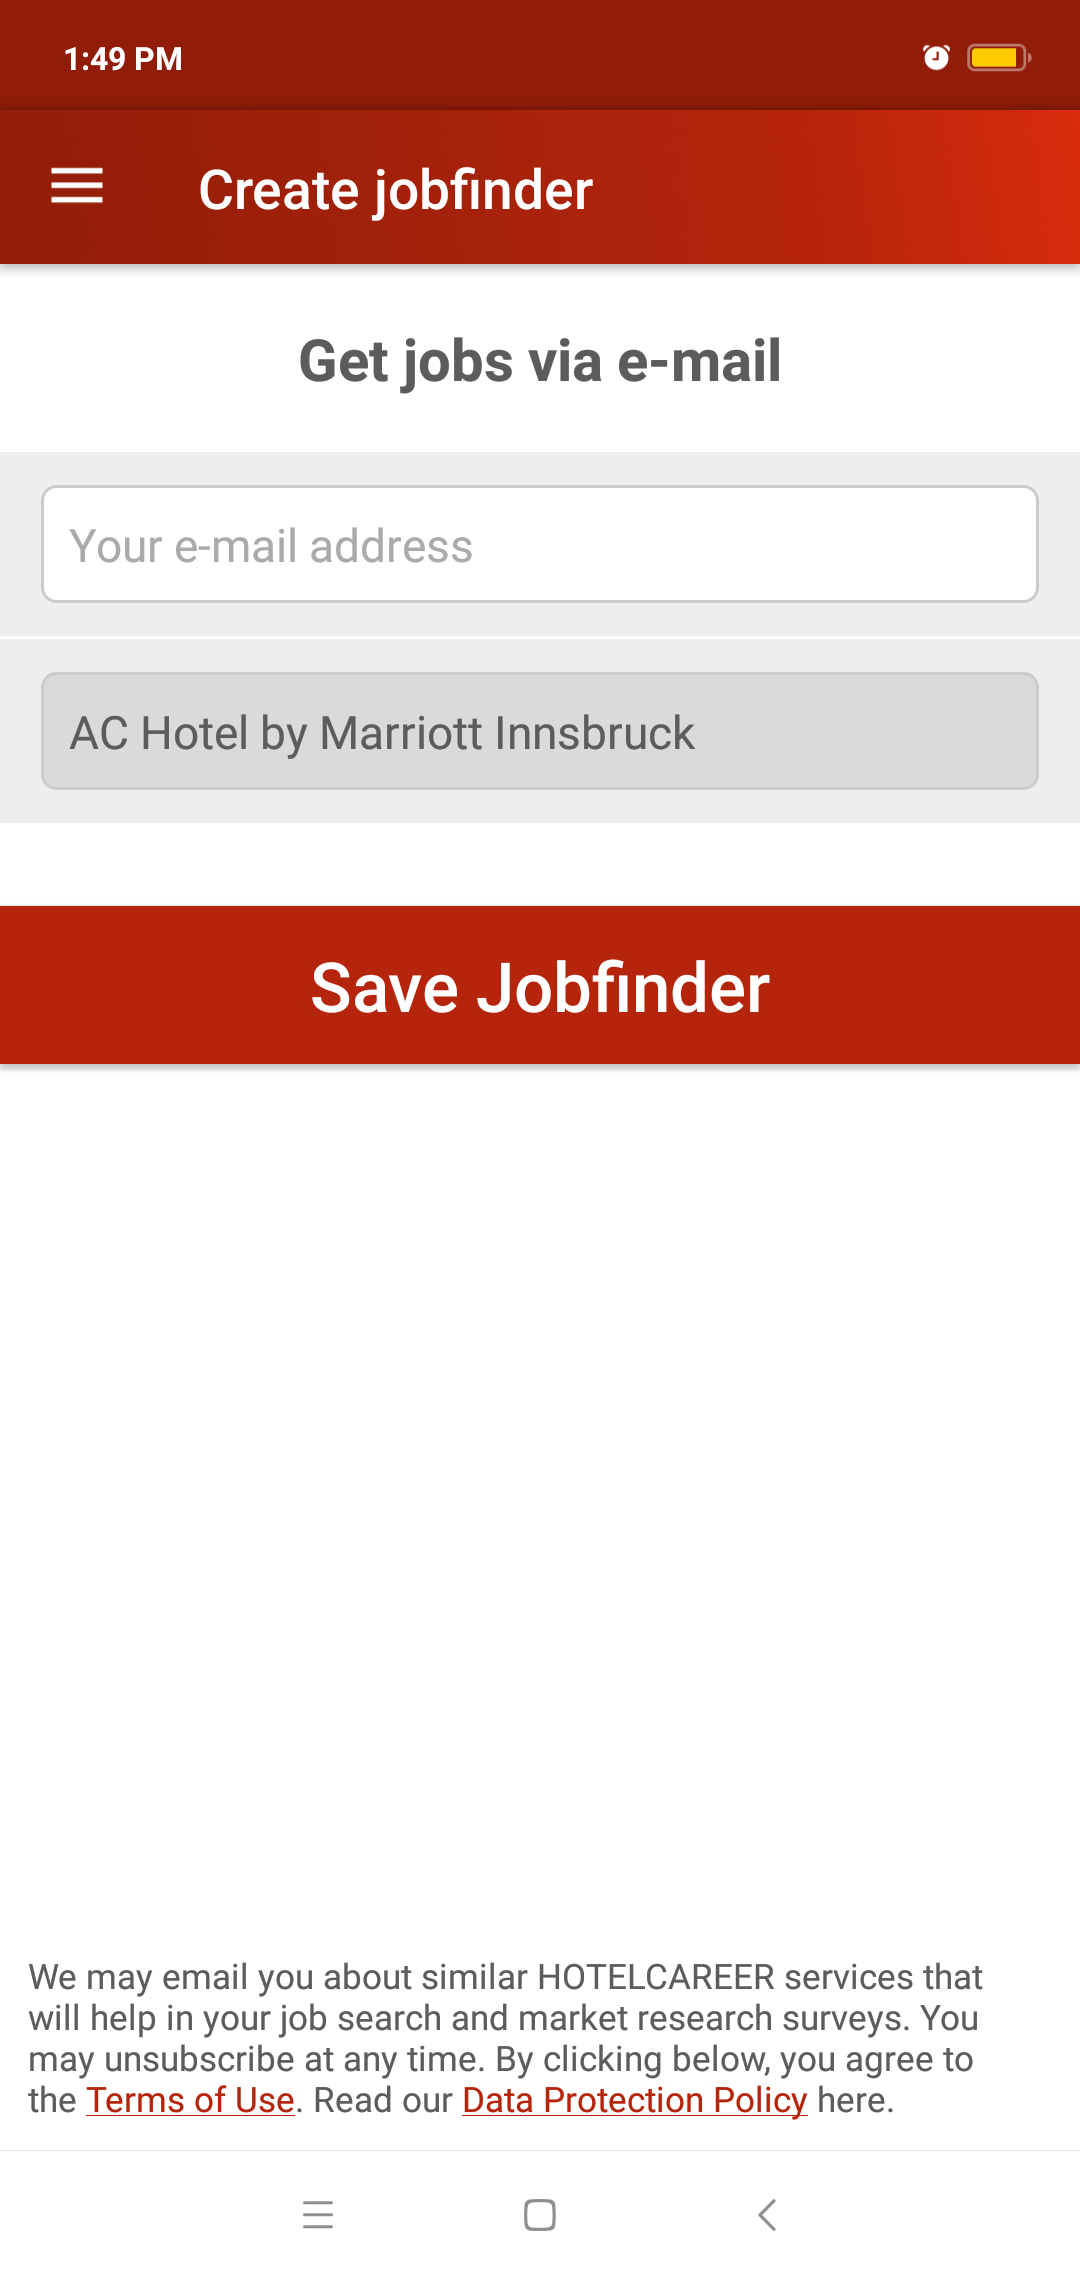 1:49 PM
Create jobfinder
Get jobs via e-mail
Your e-mail address
AC Hotel by Marriott Innsbruck
Save Jobfinder
We may email you about similar HOTELCAREER services that
will help in your job search and market research surveys. You
may unsubscribe at any time. By clicking below, you agree to
the Terms of Use. Read our Data Protection Policy here.